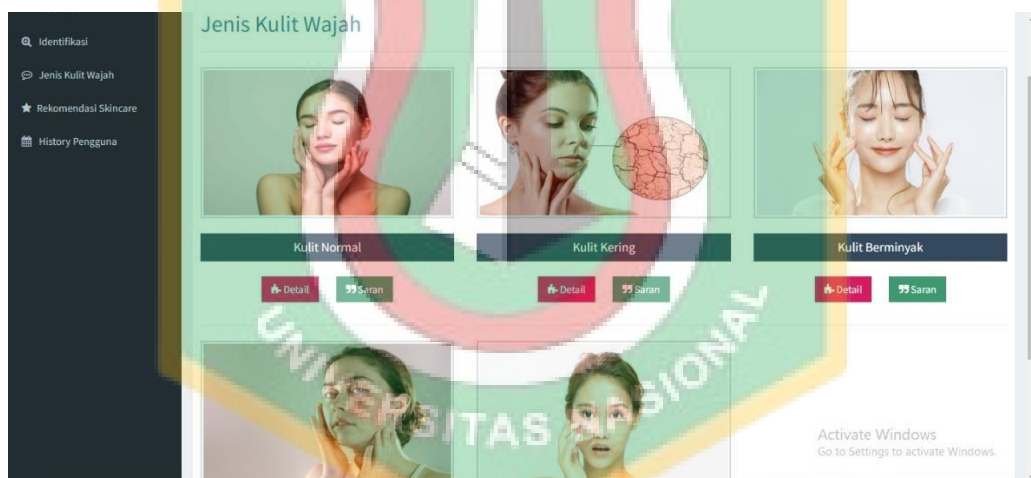 Jenis Kulit Wajah
Identifikasi
Jenis Kulit Wajah
Rekomendasi Skincare
History Pengguna
Kulit Normal
Kulit Kering
Kulit Berminyak
Detail
Saran
Detail
Saran
Detail
Saran
UNIVERSITAS NASIONAL
Activate Windows
Go to Settings to activate Windows.